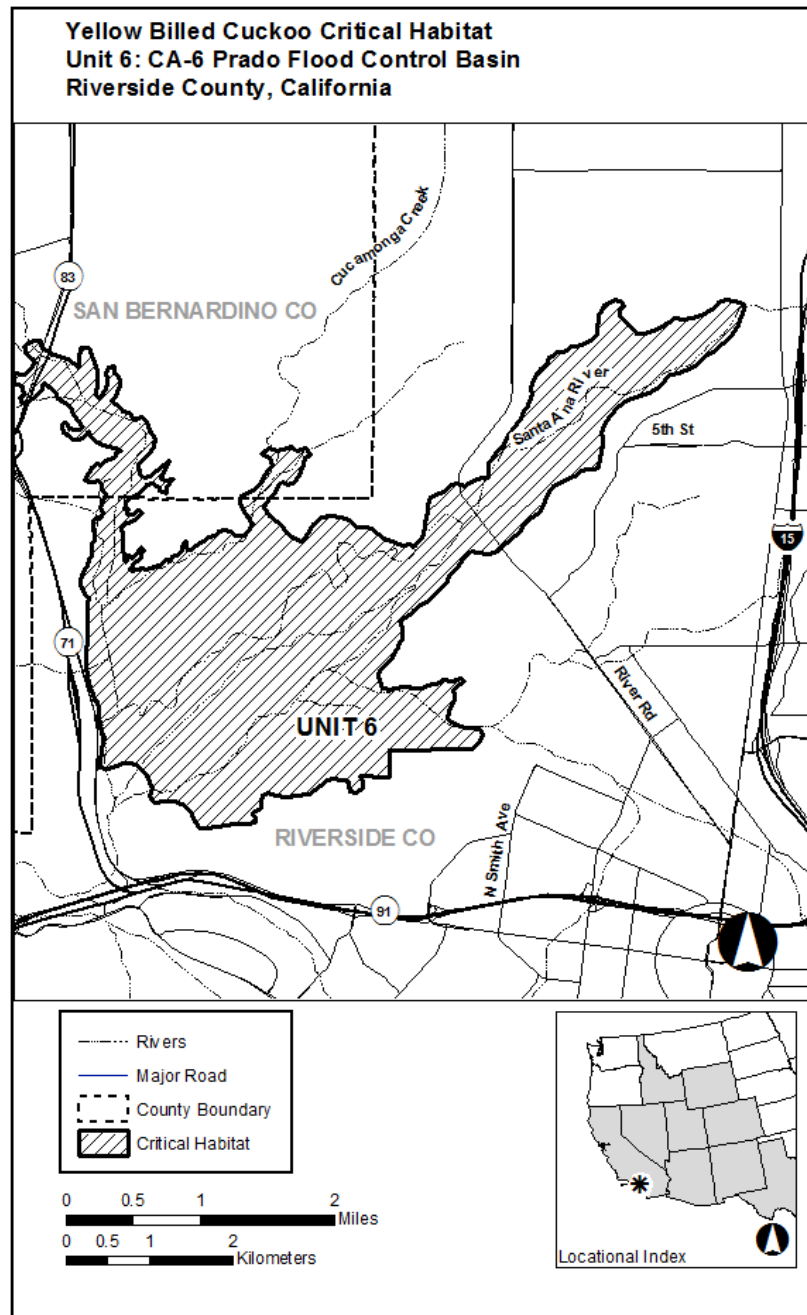 Yellow Billed Cuckoo Critical Habitat
Unit 6: CA-6 Prado Flood Control Basin
Riverside County, California
Cucamonga Creek
83
SAN BERNARDINO CO
Santa Ana River
5th St
15
71
River Rd
UNIT 6
RIVERSIDE CO
N Smith Ave
91
Rivers
Major Road
County Boundary
Critical Habitat
0 0.5 1 2
Miles
0 0.5 1 2
Kilometers
Locational Index